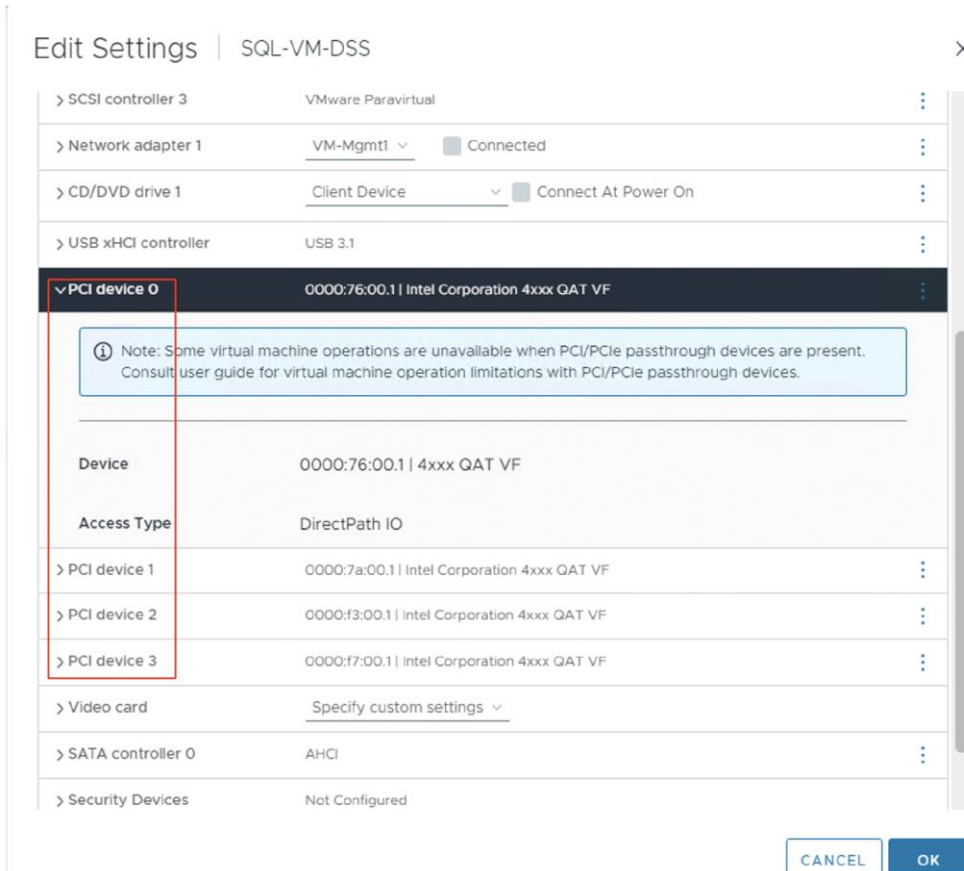 Edit Settings | SQL-VM-DSS
SCSI controller 3 VMware Paravirtual
Network adapter 1 VM-Mgmt1 Connected
CD/DVD drive 1 Client Device Connect At Power On
USB xHCI controller USB 3.1
PCI device 0 0000:76:00.1 | Intel Corporation 4xxx QAT VF
Note: Some virtual machine operations are unavailable when PCI/PCIe passthrough devices are present.
Consult user guide for virtual machine operation limitations with PCI/PCIe passthrough devices.
Device 0000:76:00.1 | 4xxx QAT VF
Access Type DirectPath IO
PCI device 1 0000:7a:00.1 | Intel Corporation 4xxx QAT VF
PCI device 2 0000:f3:00.1 | Intel Corporation 4xxx QAT VF
PCI device 3 0000:f7:00.1 | Intel Corporation 4xxx QAT VF
Video card Specify custom settings
SATA controller 0 AHCI
Security Devices Not Configured
CANCEL OK